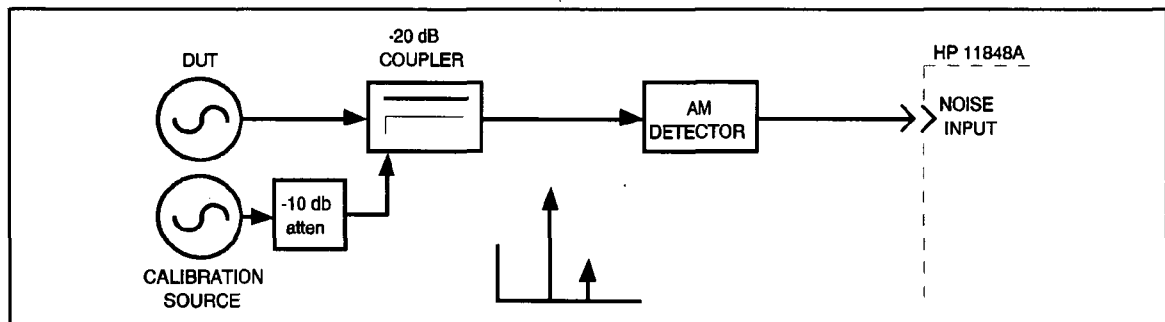 -20 dB
COUPLER
DUT
HP 11848A
AM
DETECTOR
NOISE
INPUT
-10 db
atten
CALIBRATION
SOURCE